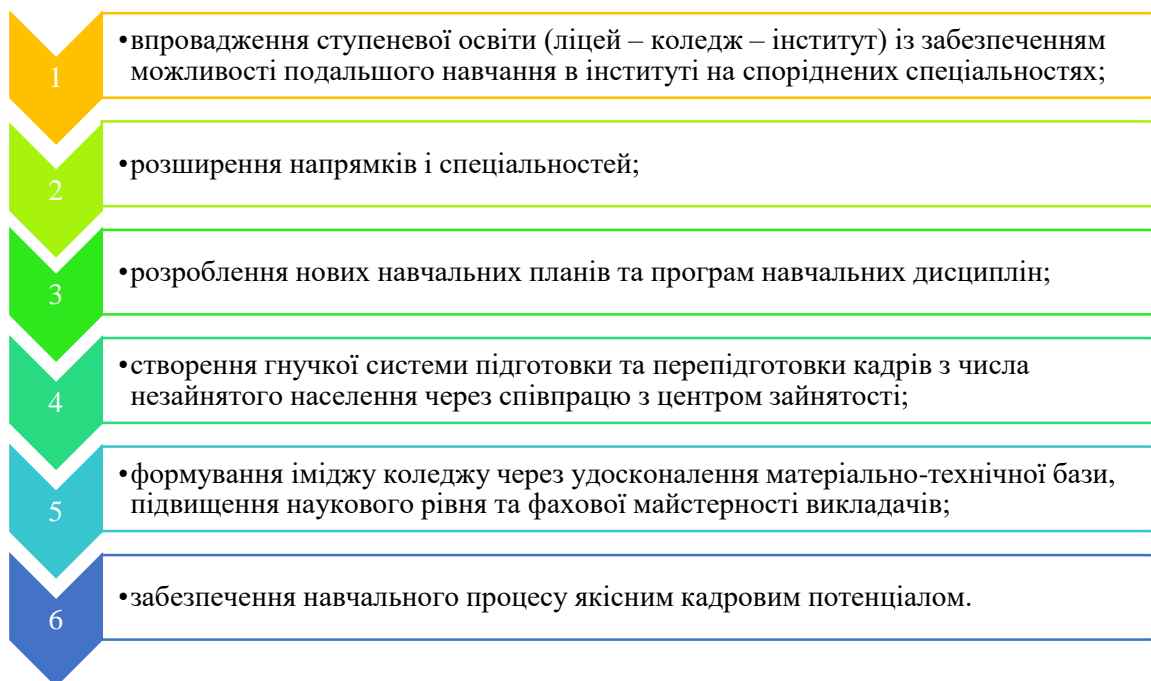 1
•впровадження ступеневої освіти (ліцей – коледж – інститут) із забезпеченням
можливості подальшого навчання в інституті на споріднених спеціальностях;
2
•розширення напрямків і спеціальностей;
3
•розроблення нових навчальних планів та програм навчальних дисциплін;
4
•створення гнучкої системи підготовки та перепідготовки кадрів з числа
незайнятого населення через співпрацю з центром зайнятості;
5
•формування іміджу коледжу через удосконалення матеріально-технічної бази,
підвищення наукового рівня та фахової майстерності викладачів;
6
•забезпечення навчального процесу якісним кадровим потенціалом.